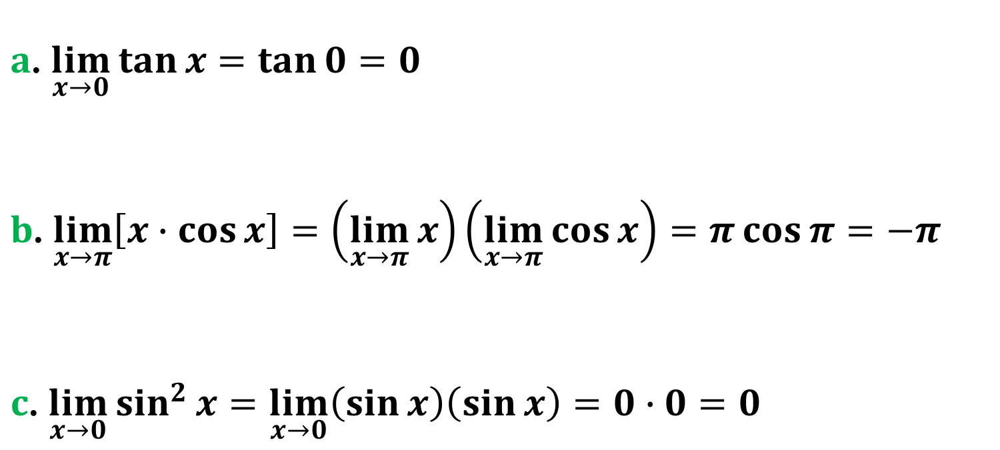 a. lim_{x→0} tan x = tan 0 = 0
b. lim_{x→π} [x · cos x] = (lim_{x→π} x) (lim_{x→π} cos x) = π cos π = −π
c. lim_{x→0} sin² x = lim_{x→0} (sin x)(sin x) = 0 · 0 = 0